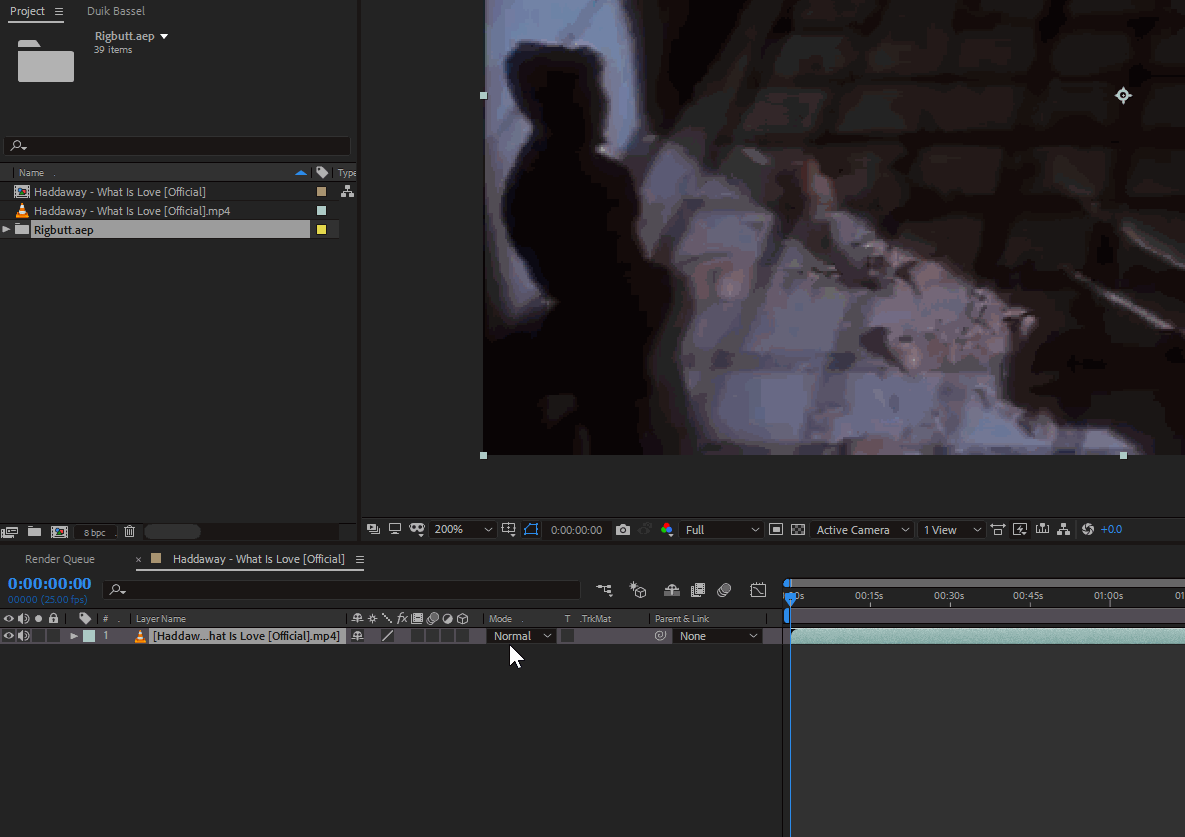 Project Duik Bassel
Rigbutt.aep
39 items
Name Type
Haddaway - What Is Love [Official]
Haddaway - What Is Love [Official].mp4
Rigbutt.aep
8 bpc
200% 0:00:00:00 Full Active Camera 1 View +0.0
Render Queue × Haddaway - What Is Love [Official]
0:00:00:00
00000 (25.00 fps)
00s 00:15s 00:30s 00:45s 01:00s 01
# Layer Name fx Mode T .TrkMat Parent & Link
1 [Haddaw...hat Is Love [Official].mp4] Normal None